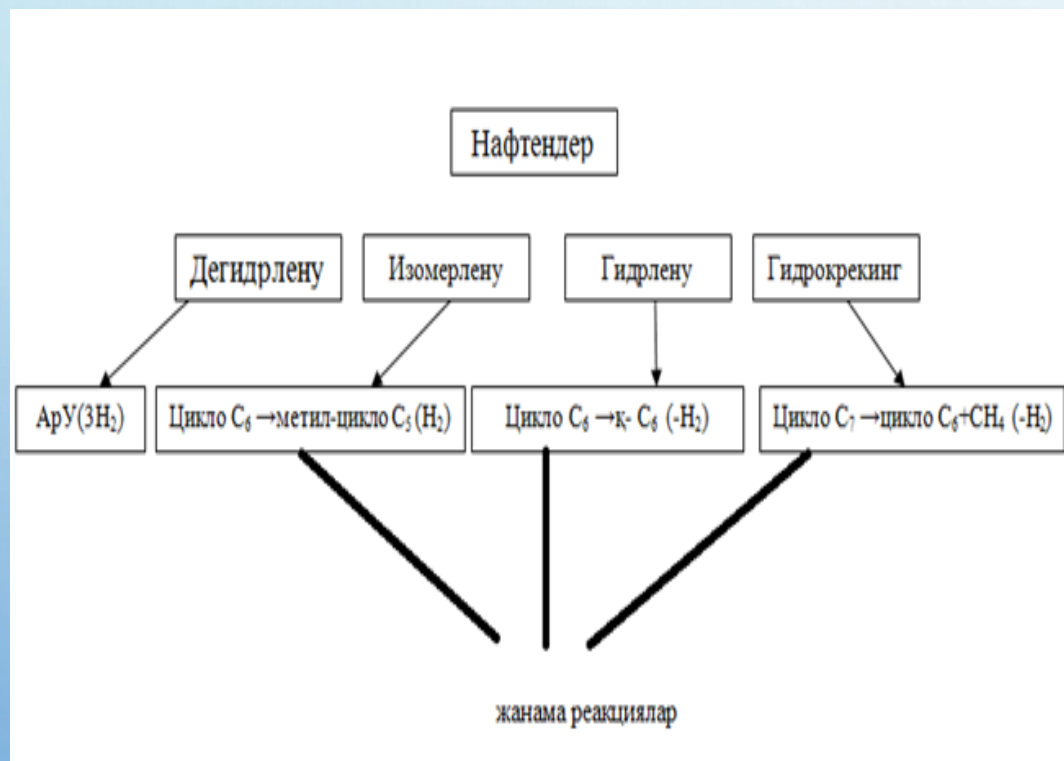 Нафтендер
Дегидрлену
Изомерлену
Гидрлену
Гидрокрекинг
АрУ(3H₂)
Цикло C₆ →метил-цикло C₅ (H₂)
Цикло C₆ →қ- C₆ (-H₂)
Цикло C₇ →цикло C₆+CH₄ (-H₂)
жанама реакциялар